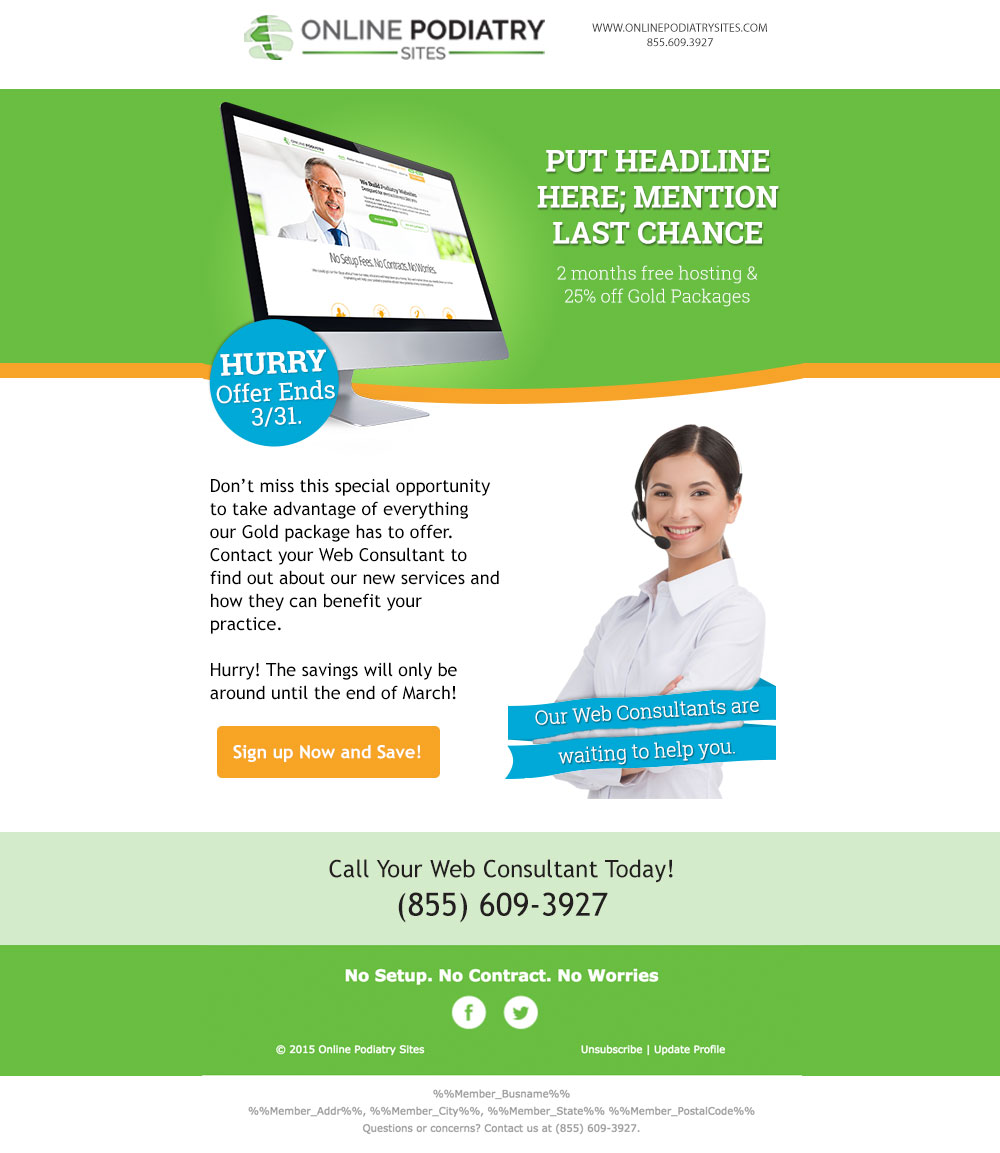 ONLINE PODIATRY
SITES
WWW.ONLINEPODIATRYSITES.COM
855.609.3927
ONLINE PODIATRY
We Build Podiatry Websites
No Setup Fees. No Contracts. No Worries.
PUT HEADLINE
HERE; MENTION
LAST CHANCE
2 months free hosting &
25% off Gold Packages
HURRY
Offer Ends
3/31.
Don’t miss this special opportunity
to take advantage of everything
our Gold package has to offer.
Contact your Web Consultant to
find out about our new services and
how they can benefit your
practice.
Hurry! The savings will only be
around until the end of March!
Sign up Now and Save!
Our Web Consultants are
waiting to help you.
Call Your Web Consultant Today!
(855) 609-3927
No Setup. No Contract. No Worries
f
© 2015 Online Podiatry Sites
Unsubscribe | Update Profile
%%Member_Busname%%
%%Member_Addr%%, %%Member_City%%, %%Member_State%% %%Member_PostalCode%%
Questions or concerns? Contact us at (855) 609-3927.